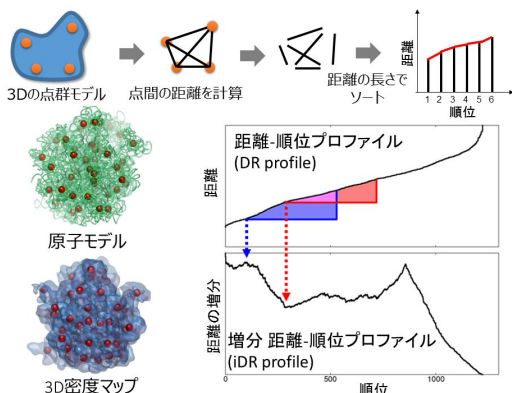 3Dの点群モデル
点間の距離を計算
距離の長さで
ソート
距離
1 2 3 4 5 6
順位
原子モデル
3D密度マップ
距離-順位プロファイル
(DR profile)
距離
増分 距離-順位プロファイル
(iDR profile)
距離の増分
0 500 1000
順位